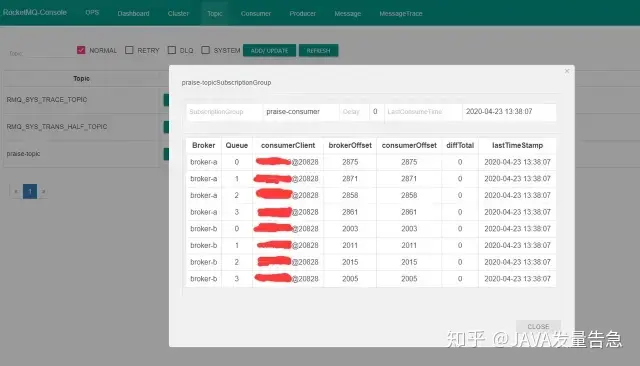 RocketMQ-Console OPS Dashboard Cluster Topic Consumer Producer Message MessageTrace
Topic: NORMAL RETRY DLQ SYSTEM ADD/ UPDATE REFRESH
Topic
RMQ_SYS_TRACE_TOPIC
RMQ_SYS_TRANS_HALF_TOPIC
praise-topic
« 1 »
×
praise-topicSubscriptionGroup
SubscriptionGroup praise-consumer Delay 0 LastConsumeTime 2020-04-23 13:38:07
Broker Queue consumerClient brokerOffset consumerOffset diffTotal lastTimeStamp
broker-a 0 @20828 2875 2875 0 2020-04-23 13:38:07
broker-a 1 @20828 2871 2871 0 2020-04-23 13:38:07
broker-a 2 @20828 2858 2858 0 2020-04-23 13:38:07
broker-a 3 @20828 2861 2861 0 2020-04-23 13:38:07
broker-b 0 @20828 2003 2003 0 2020-04-23 13:38:07
broker-b 1 @20828 2011 2011 0 2020-04-23 13:38:07
broker-b 2 @20828 2015 2015 0 2020-04-23 13:38:07
broker-b 3 @20828 2005 2005 0 2020-04-23 13:38:07
CLOSE
知乎 @JAVA发量告急